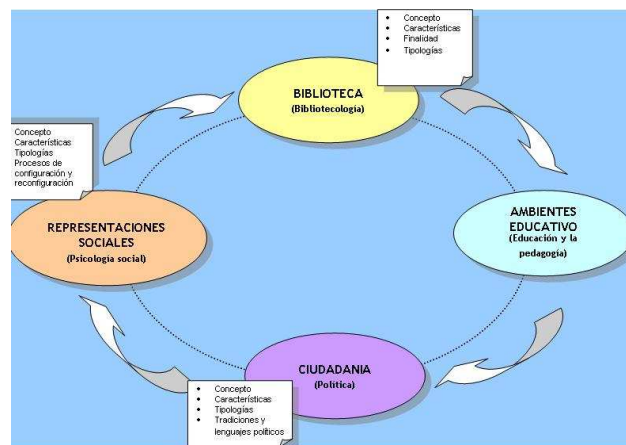 • Concepto
• Características
• Finalidad
• Tipologías
BIBLIOTECA
(Bibliotecología)
Concepto
Características
Tipologías
Procesos de
configuración y
reconfiguración
REPRESENTACIONES
SOCIALES
(Psicología social)
AMBIENTES
EDUCATIVO
(Educación y la
pedagogía)
CIUDADANIA
(Política)
• Concepto
• Características
• Tipologías
• Tradiciones y
lenguajes políticos